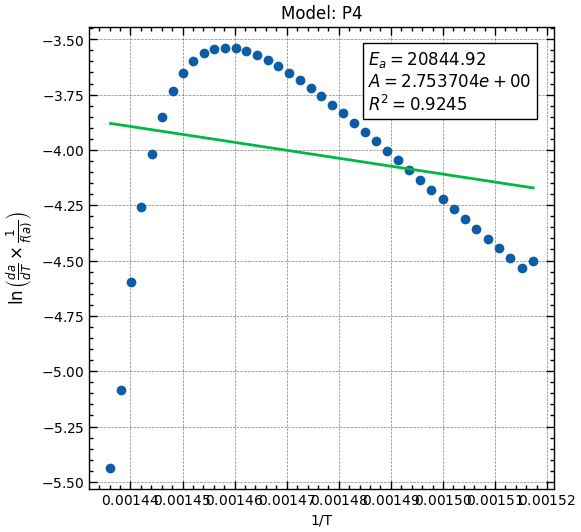 Model: P4
−3.50
−3.75
−4.00
−4.25
−4.50
−4.75
−5.00
−5.25
−5.50
ln (da/dT × 1/f(a))
E_a = 20844.92
A = 2.753704e + 00
R² = 0.9245
0.00144 0.00145 0.00146 0.00147 0.00148 0.00149 0.00150 0.00151 0.00152
1/T